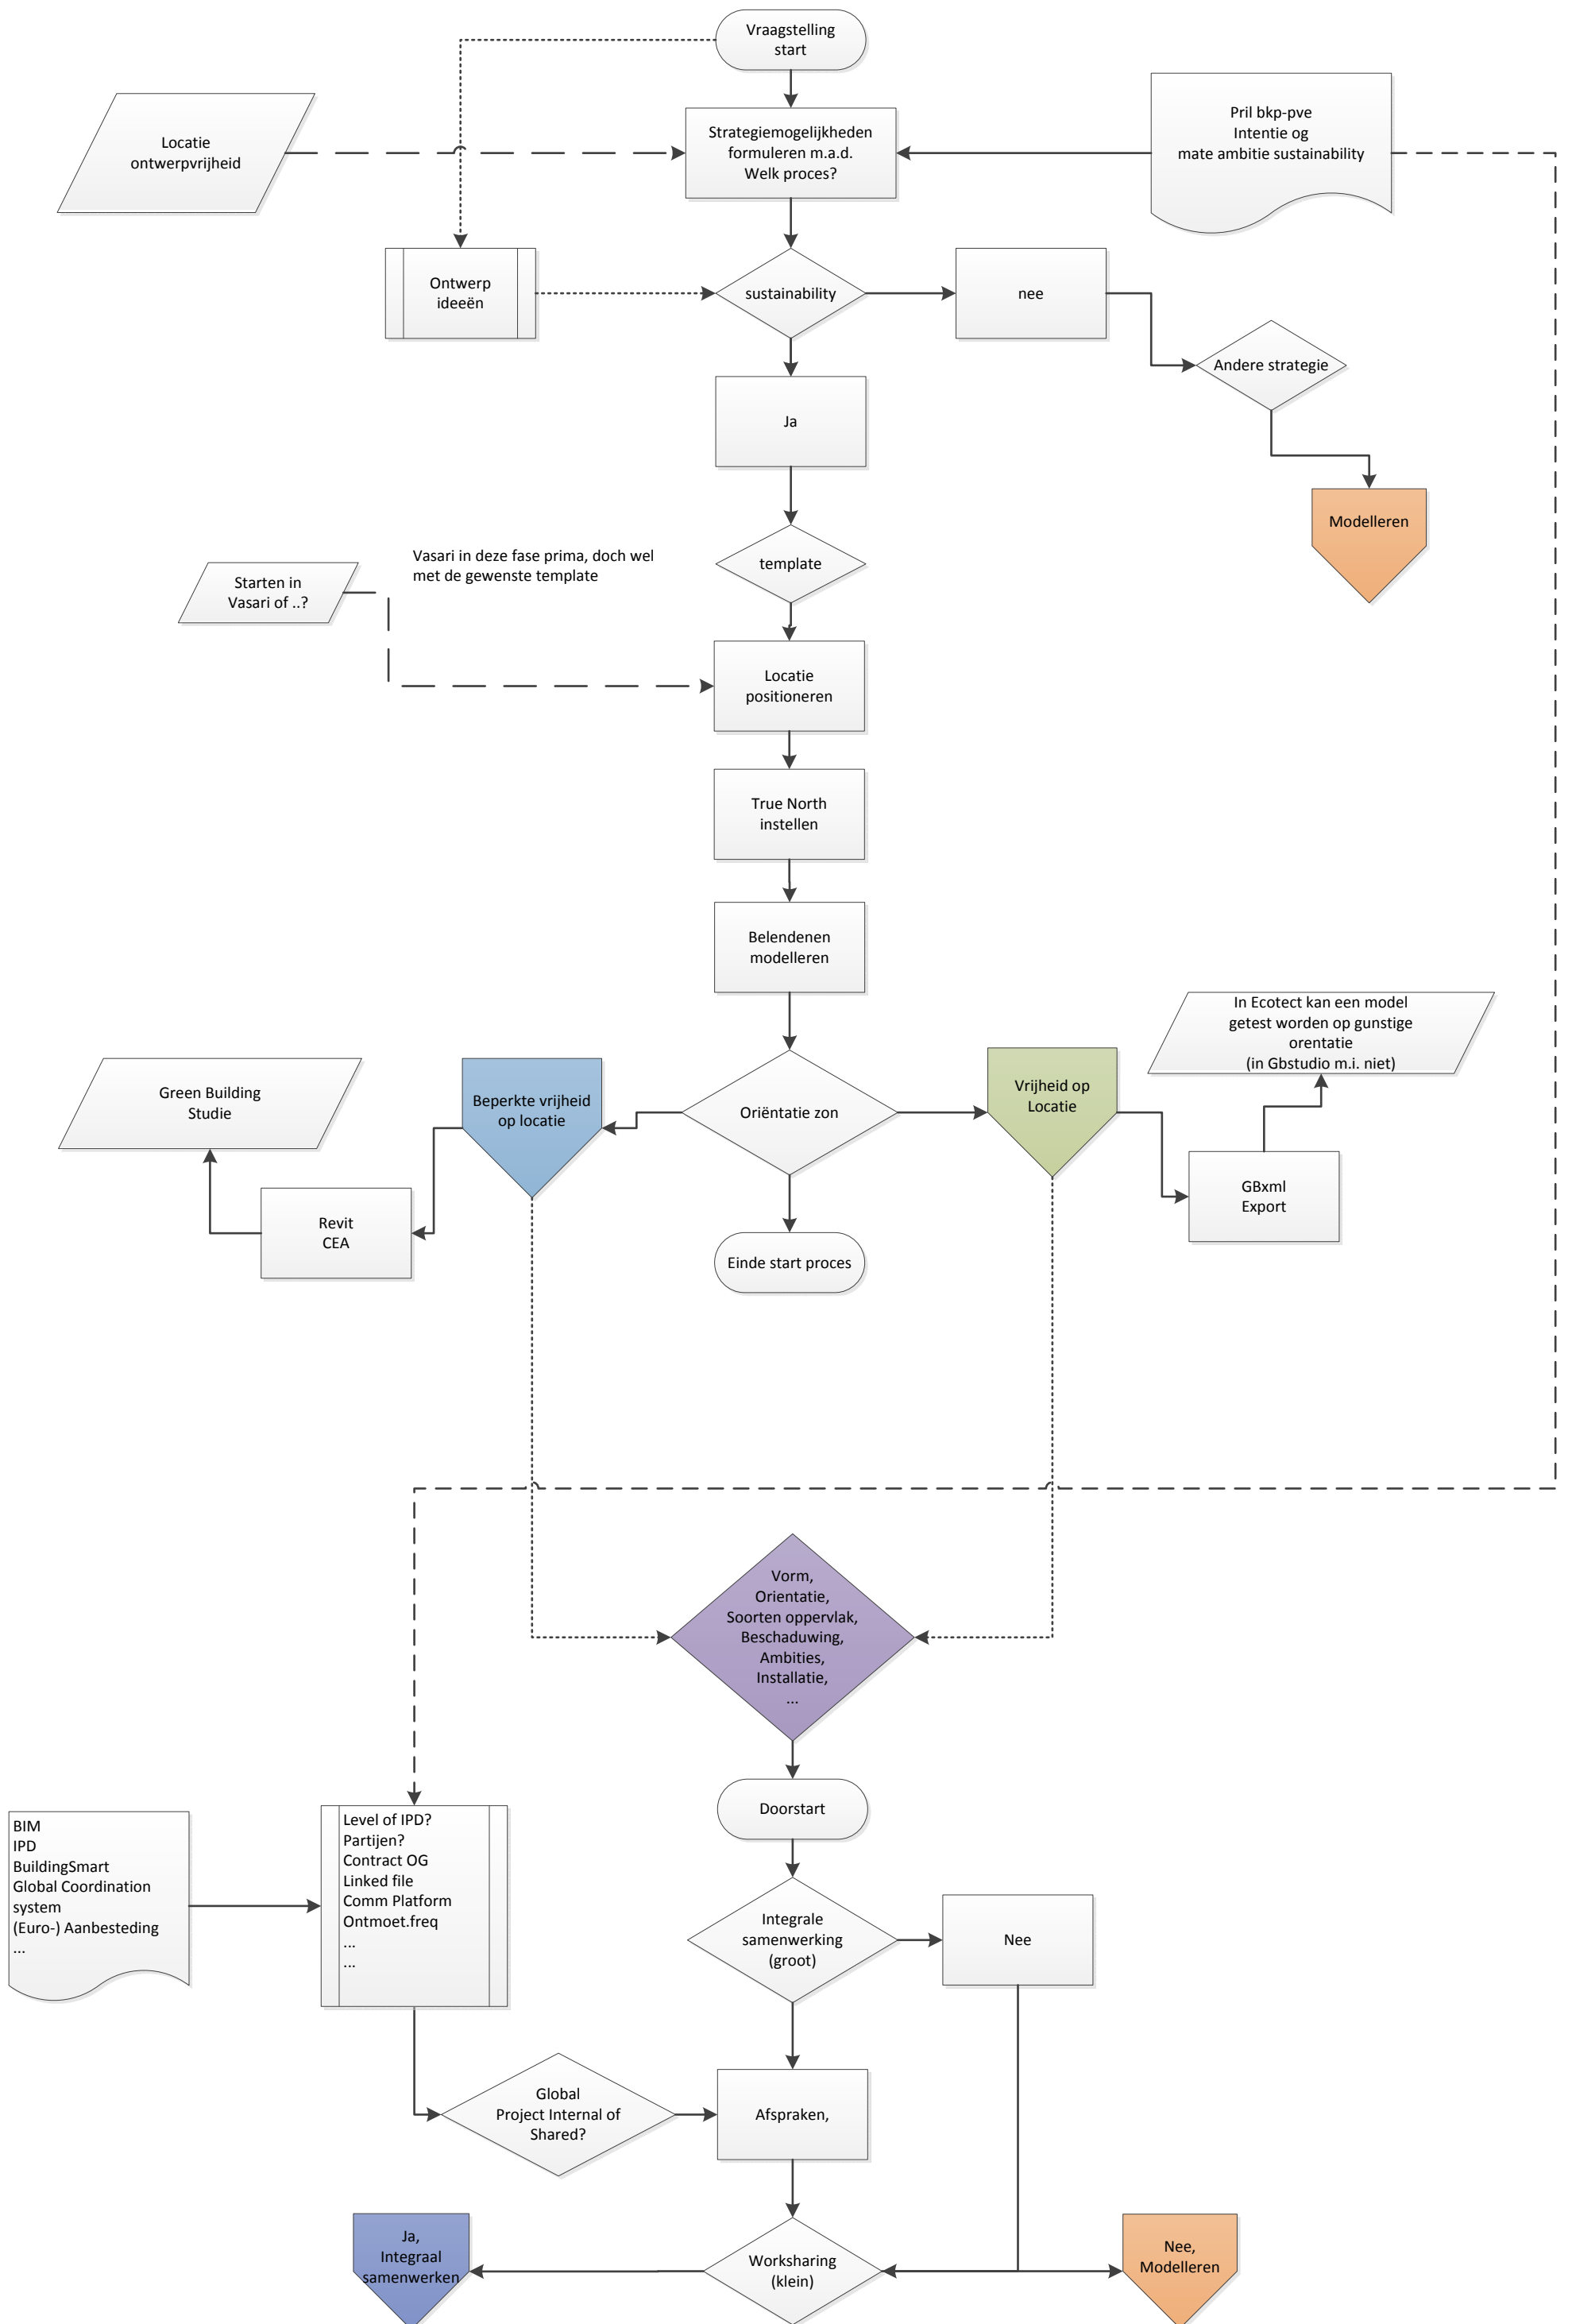 Vraagstelling
start
Locatie
ontwerpvrijheid
Strategiemogelijkheden
formuleren m.a.d.
Welk proces?
Pril bkp-pve
Intentie og
mate ambitie sustainability
Ontwerp
ideeën
sustainability
nee
Andere strategie
Ja
Modelleren
Vasari in deze fase prima, doch wel
met de gewenste template
template
Starten in
Vasari of ..?
Locatie
positioneren
True North
instellen
Belendenen
modelleren
In Ecotect kan een model
getest worden op gunstige
orentatie
(in Gbstudio m.i. niet)
Green Building
Studie
Beperkte vrijheid
op locatie
Oriëntatie zon
Vrijheid op
Locatie
GBxml
Export
Revit
CEA
Einde start proces
Vorm,
Orientatie,
Soorten oppervlak,
Beschaduwing,
Ambities,
Installatie,
...
Doorstart
BIM
IPD
BuildingSmart
Global Coordination
system
(Euro-) Aanbesteding
...
Level of IPD?
Partijen?
Contract OG
Linked file
Comm Platform
Ontmoet.freq
...
...
Integrale
samenwerking
(groot)
Nee
Global
Project Internal of
Shared?
Afspraken,
Ja,
Integraal
samenwerken
Worksharing
(klein)
Nee,
Modelleren